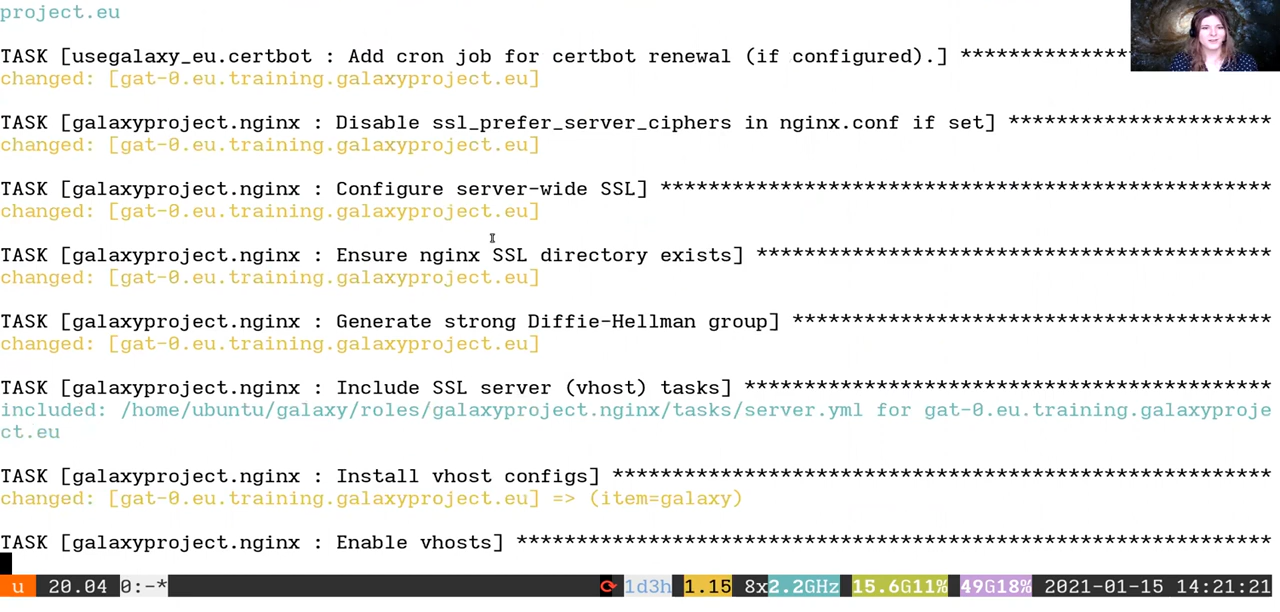 project.eu
TASK [usegalaxy_eu.certbot : Add cron job for certbot renewal (if configured).] ***************
changed: [gat-0.eu.training.galaxyproject.eu]
TASK [galaxyproject.nginx : Disable ssl_prefer_server_ciphers in nginx.conf if set] **********************
changed: [gat-0.eu.training.galaxyproject.eu]
TASK [galaxyproject.nginx : Configure server-wide SSL] ***************************************************
changed: [gat-0.eu.training.galaxyproject.eu]
TASK [galaxyproject.nginx : Ensure nginx SSL directory exists] *******************************************
changed: [gat-0.eu.training.galaxyproject.eu]
TASK [galaxyproject.nginx : Generate strong Diffie-Hellman group] ****************************************
changed: [gat-0.eu.training.galaxyproject.eu]
TASK [galaxyproject.nginx : Include SSL server (vhost) tasks] ********************************************
included: /home/ubuntu/galaxy/roles/galaxyproject.nginx/tasks/server.yml for gat-0.eu.training.galaxyproje
ct.eu
TASK [galaxyproject.nginx : Install vhost configs] *******************************************************
changed: [gat-0.eu.training.galaxyproject.eu] => (item=galaxy)
TASK [galaxyproject.nginx : Enable vhosts] ***************************************************************
u 20.04 0:-* 1d3h 1.15 8x2.2GHz 15.6G11% 49G18% 2021-01-15 14:21:21